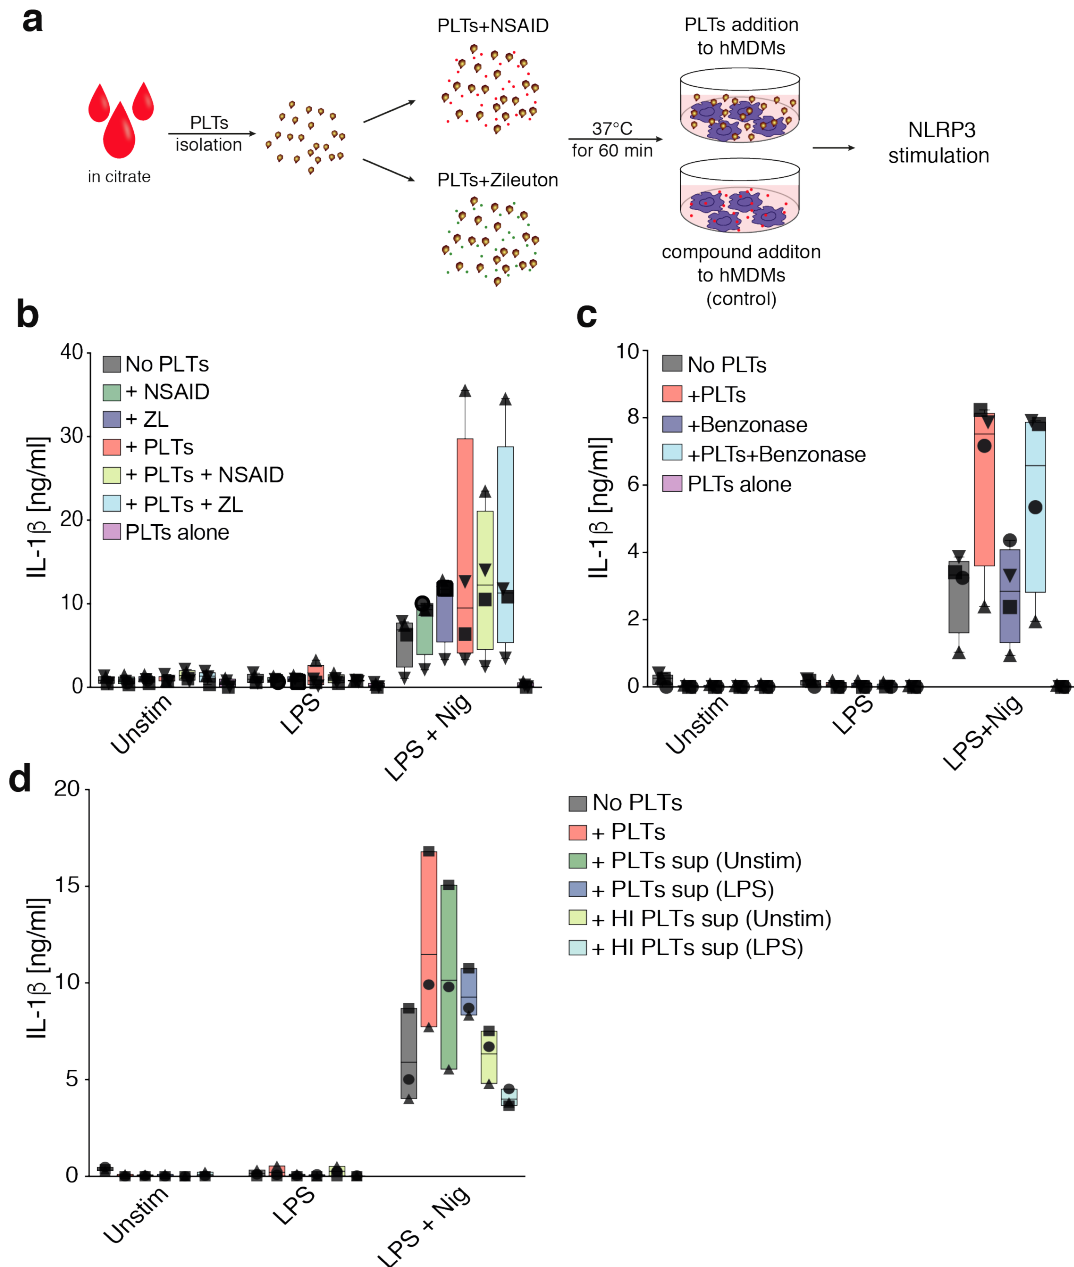 a
PLTs+NSAID
PLTs addition
to hMDMs
PLTs
isolation
in citrate
37°C
for 60 min
NLRP3
stimulation
PLTs+Zileuton
compound additon
to hMDMs
(control)
b
IL-1β [ng/ml]
40
30
20
10
0
No PLTs
+ NSAID
+ ZL
+ PLTs
+ PLTs + NSAID
+ PLTs + ZL
PLTs alone
Unstim
LPS
LPS + Nig
c
IL-1β [ng/ml]
10
8
6
4
2
0
No PLTs
+PLTs
+Benzonase
+PLTs+Benzonase
PLTs alone
Unstim
LPS
LPS+Nig
d
IL-1β [ng/ml]
20
15
10
5
0
No PLTs
+ PLTs
+ PLTs sup (Unstim)
+ PLTs sup (LPS)
+ HI PLTs sup (Unstim)
+ HI PLTs sup (LPS)
Unstim
LPS
LPS + Nig